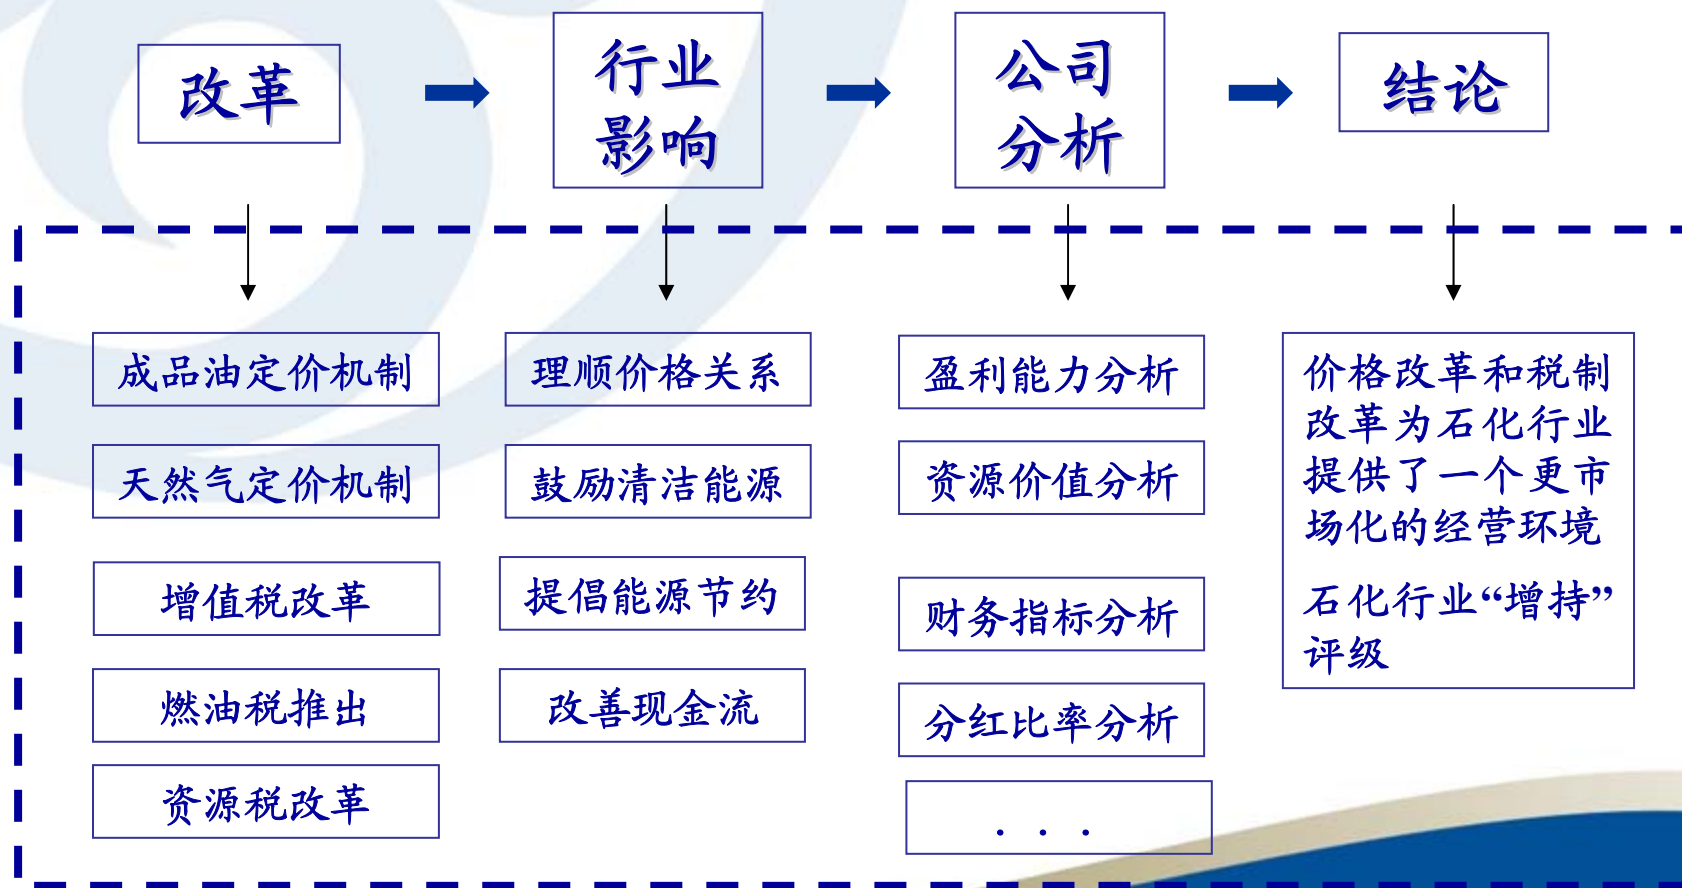 改革
行业
影响
公司
分析
结论
成品油定价机制
天然气定价机制
增值税改革
燃油税推出
资源税改革
理顺价格关系
鼓励清洁能源
提倡能源节约
改善现金流
盈利能力分析
资源价值分析
财务指标分析
分红比率分析
. . .
价格改革和税制
改革为石化行业
提供了一个更市
场化的经营环境
石化行业“增持”
评级